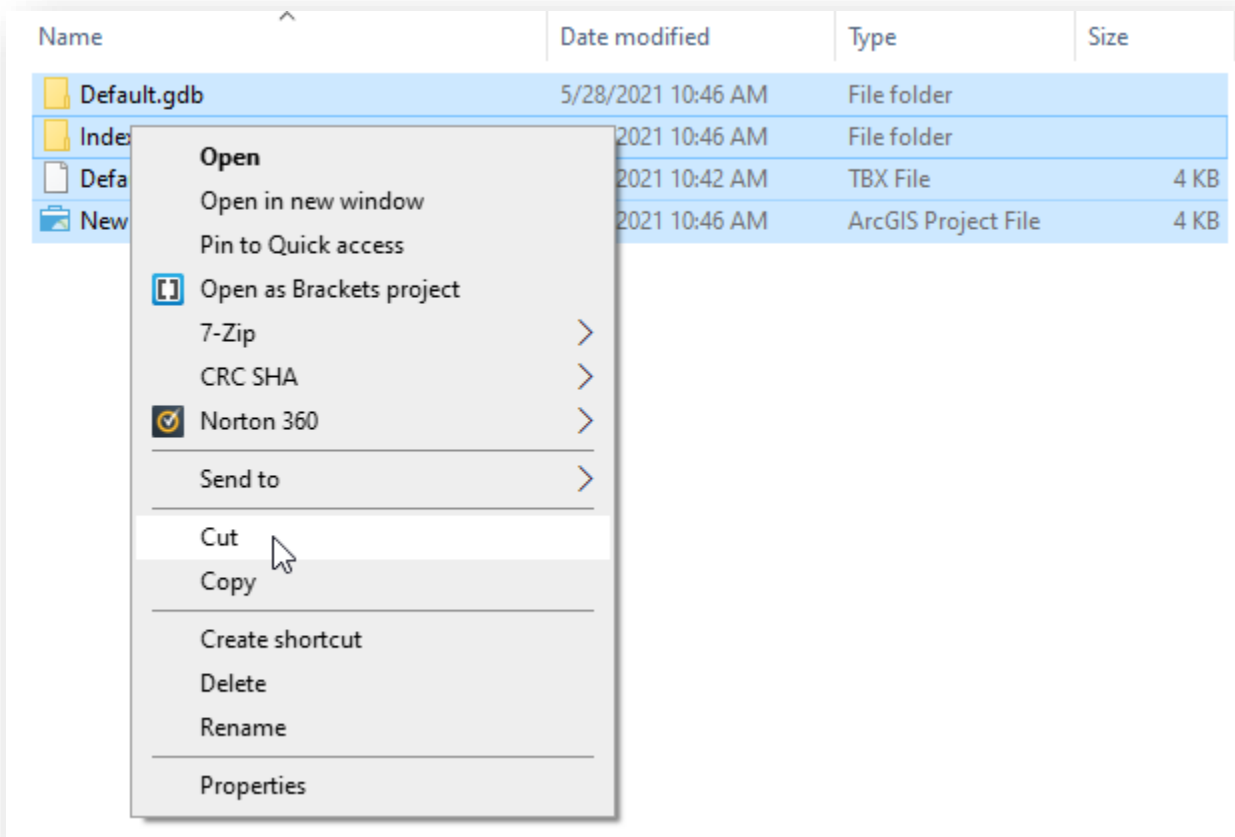 Name Date modified Type Size
Default.gdb 5/28/2021 10:46 AM File folder
Index 2021 10:46 AM File folder
Defa 2021 10:42 AM TBX File 4 KB
New 2021 10:46 AM ArcGIS Project File 4 KB
Open
Open in new window
Pin to Quick access
Open as Brackets project
7-Zip
CRC SHA
Norton 360
Send to
Cut
Copy
Create shortcut
Delete
Rename
Properties